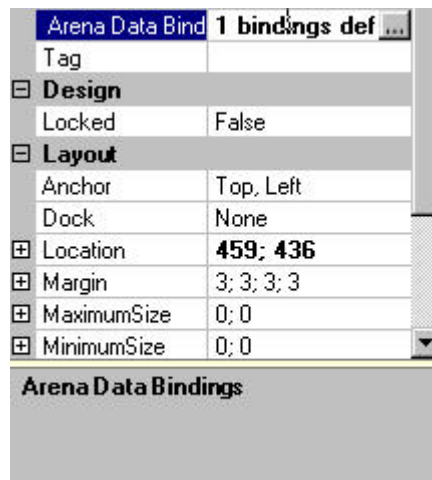 Arena Data Bind 1 bindings def ...
Tag
Design
Locked False
Layout
Anchor Top, Left
Dock None
Location 459; 436
Margin 3; 3; 3; 3
MaximumSize 0; 0
MinimumSize 0; 0
Arena Data Bindings